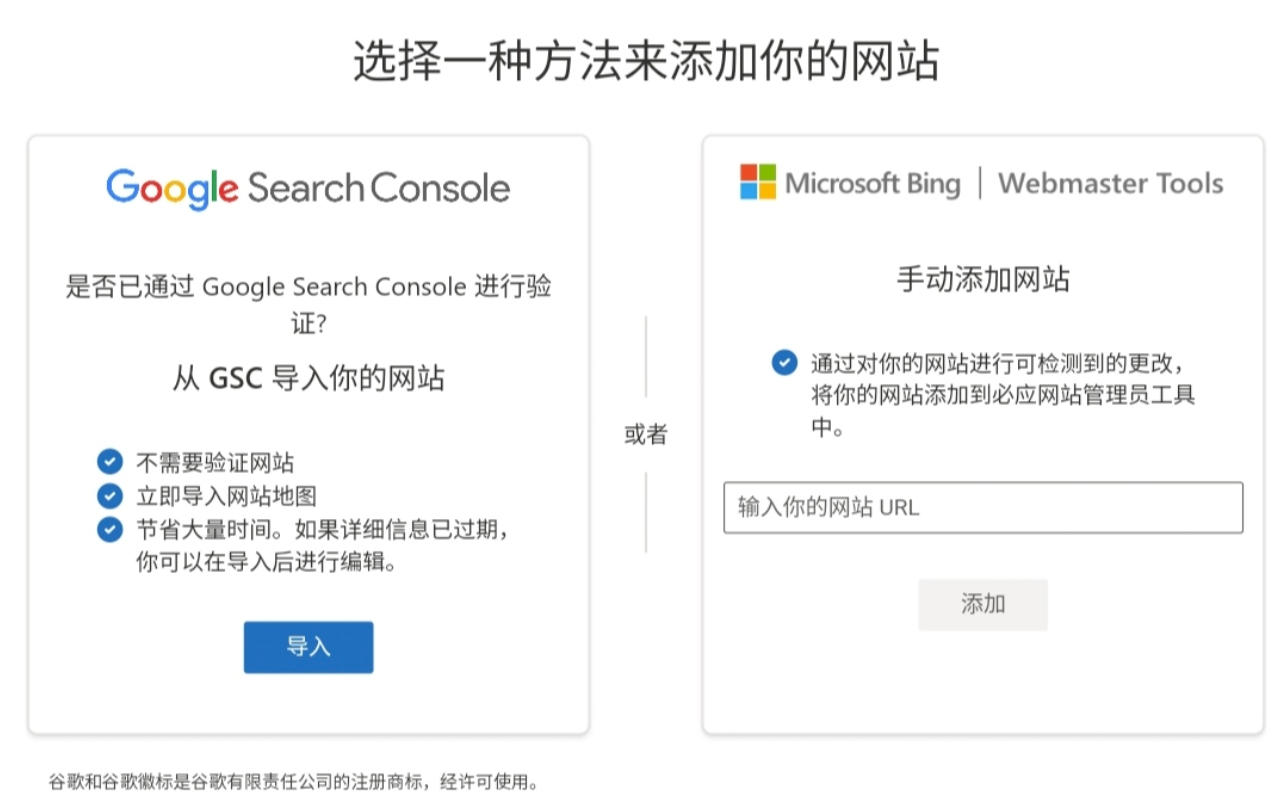 选择一种方法来添加你的网站
Google Search Console
是否已通过 Google Search Console 进行验
证?
从 GSC 导入你的网站
不需要验证网站
立即导入网站地图
节省大量时间。如果详细信息已过期，
你可以在导入后进行编辑。
导入
或者
Microsoft Bing | Webmaster Tools
手动添加网站
通过对你的网站进行可检测到的更改，
将你的网站添加到必应网站管理员工具
中。
输入你的网站 URL
添加
谷歌和谷歌徽标是谷歌有限责任公司的注册商标，经许可使用。